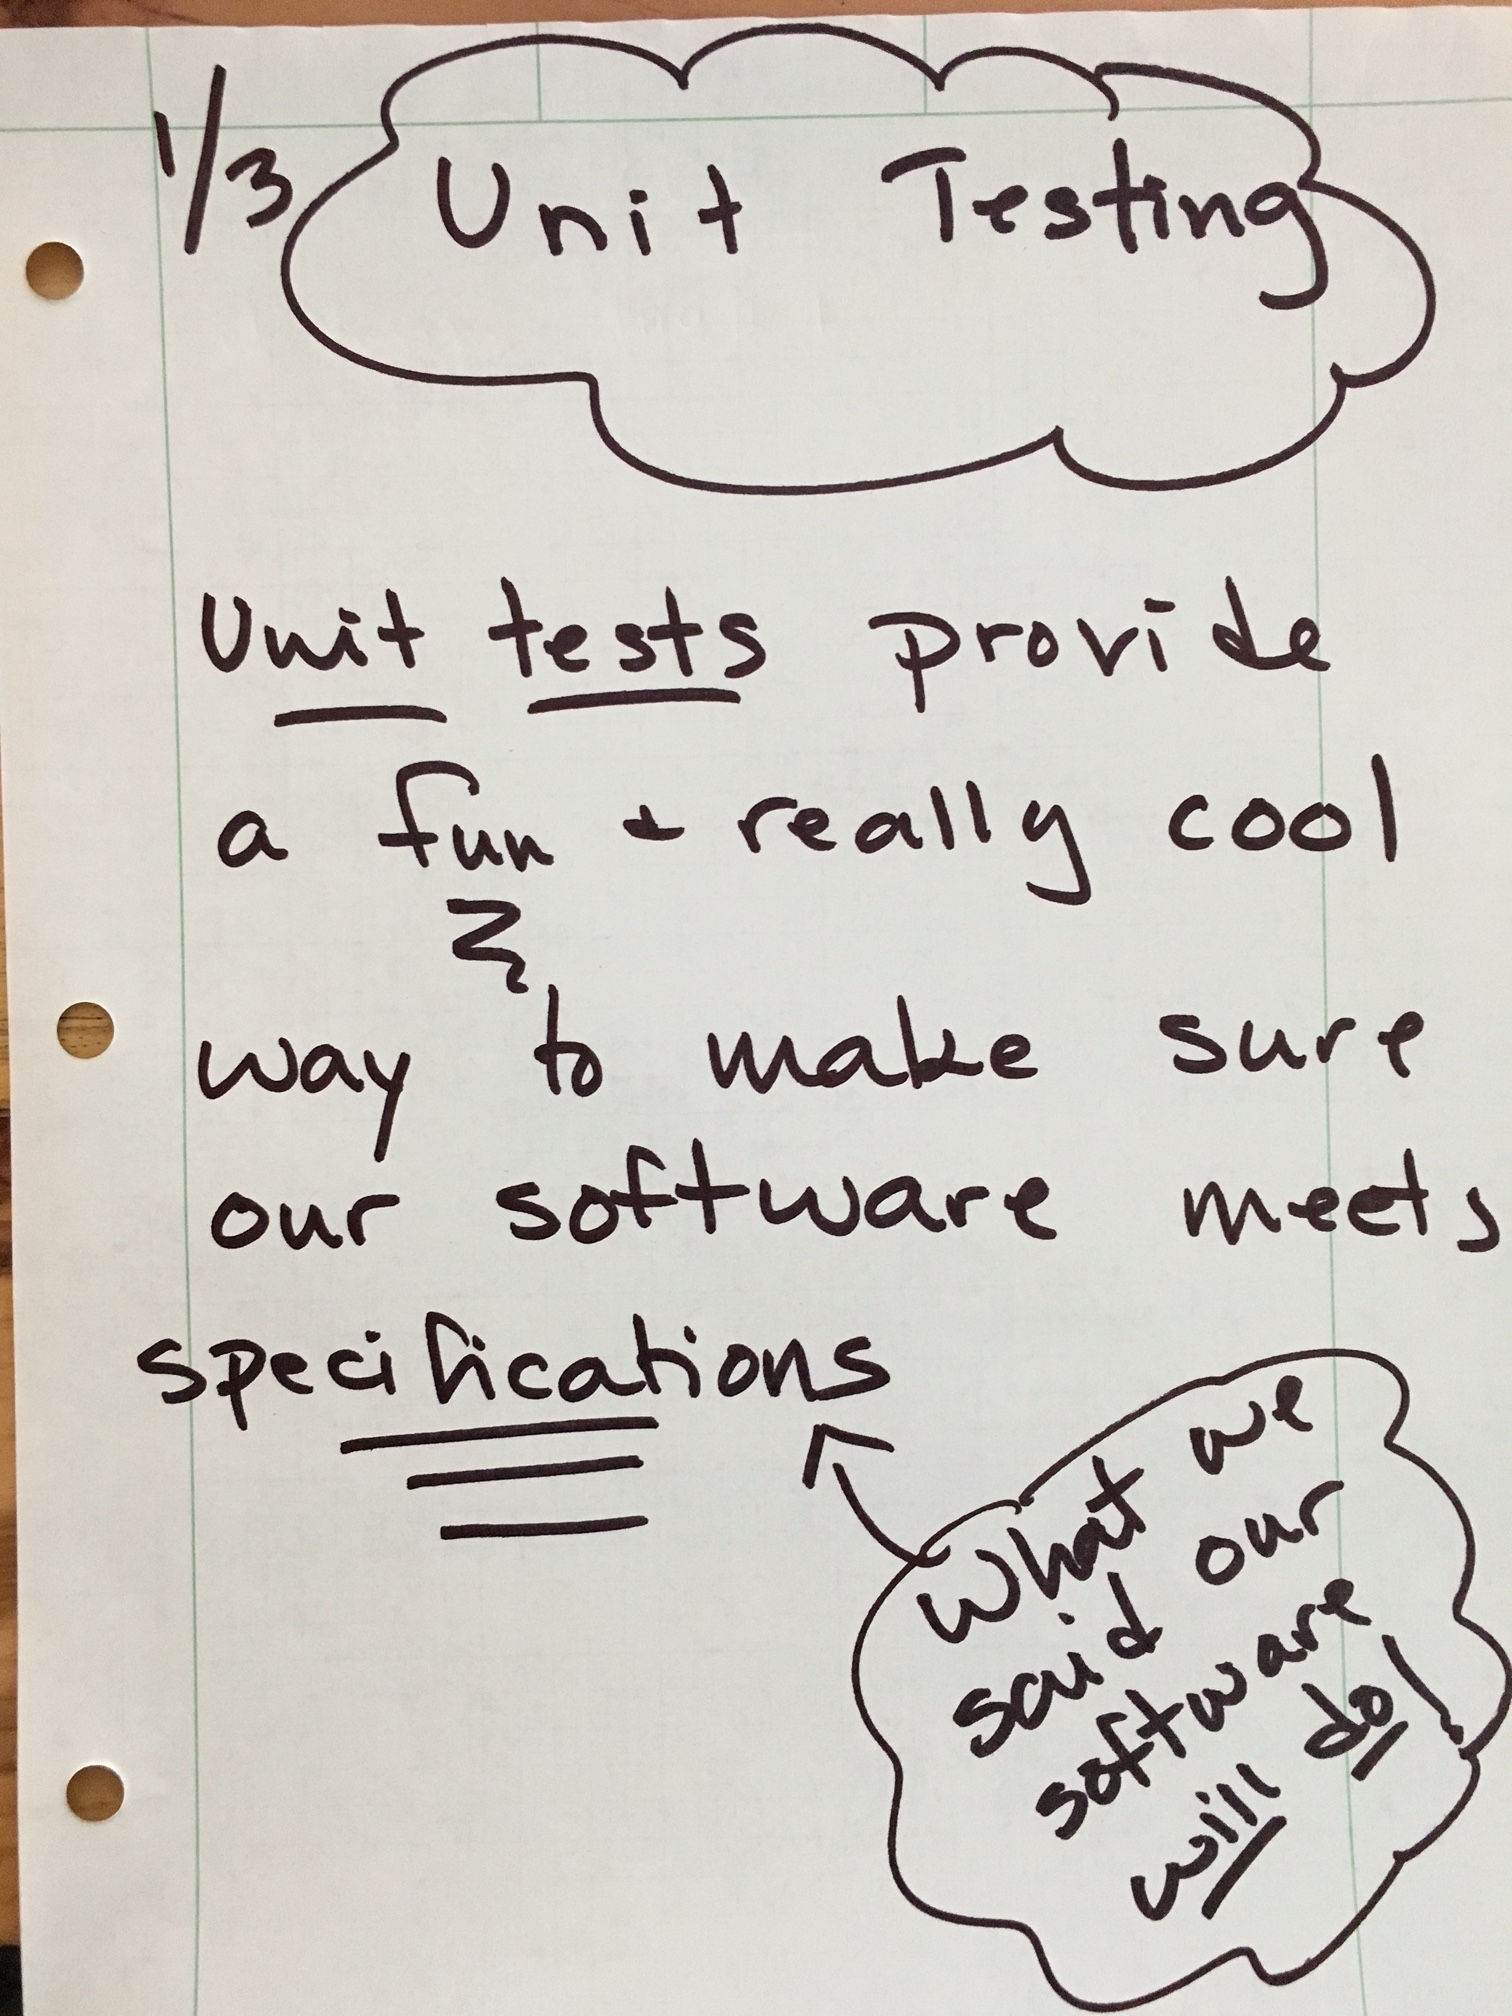 1/3
Unit Testing
Unit tests provide
a fun & really cool
way to make sure
our software meets
specifications
What we
said our
software
will do!